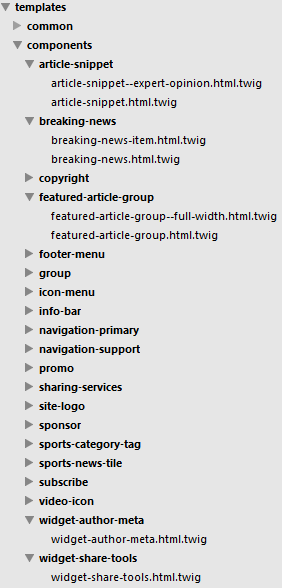 templates
common
components
article-snippet
article-snippet--expert-opinion.html.twig
article-snippet.html.twig
breaking-news
breaking-news-item.html.twig
breaking-news.html.twig
copyright
featured-article-group
featured-article-group--full-width.html.twig
featured-article-group.html.twig
footer-menu
group
icon-menu
info-bar
navigation-primary
navigation-support
promo
sharing-services
site-logo
sponsor
sports-category-tag
sports-news-tile
subscribe
video-icon
widget-author-meta
widget-author-meta.html.twig
widget-share-tools
widget-share-tools.html.twig